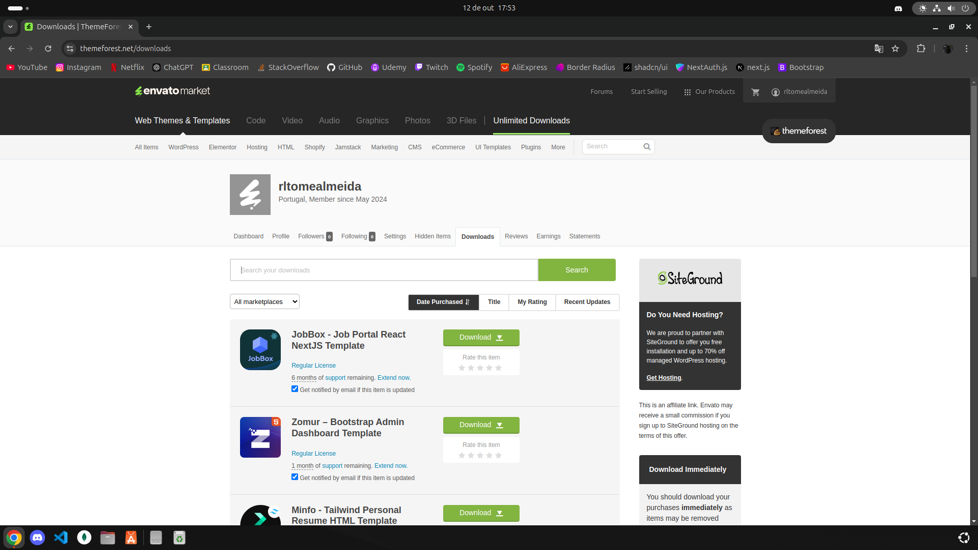 12 de out  17:53
Downloads | ThemeFores
themeforest.net/downloads
YouTube
Instagram
Netflix
ChatGPT
Classroom
StackOverflow
GitHub
Udemy
Twitch
Spotify
AliExpress
Border Radius
shadcn/ui
NextAuth.js
next.js
Bootstrap
envato market
Forums
Start Selling
Our Products
rltomealmeida
Web Themes & Templates
Code
Video
Audio
Graphics
Photos
3D Files
Unlimited Downloads
themeforest
All Items
WordPress
Elementor
Hosting
HTML
Shopify
Jamstack
Marketing
CMS
eCommerce
UI Templates
Plugins
More
Search
rltomealmeida
Portugal, Member since May 2024
Dashboard
Profile
Followers 0
Following 0
Settings
Hidden Items
Downloads
Reviews
Earnings
Statements
Search your downloads
Search
All marketplaces
Date Purchased
Title
My Rating
Recent Updates
JobBox
JobBox - Job Portal React
NextJS Template
Regular License
6 months of support remaining. Extend now.
Get notified by email if this item is updated
Download
Rate this item
Zomur – Bootstrap Admin
Dashboard Template
Regular License
1 month of support remaining. Extend now.
Get notified by email if this item is updated
Download
Rate this item
Minfo - Tailwind Personal
Resume HTML Template
Download
SiteGround
Do You Need Hosting?
We are proud to partner with
SiteGround to offer you free
installation and up to 70% off
managed WordPress hosting.
Get Hosting.
This is an affiliate link. Envato may
receive a small commission if you
sign up to SiteGround hosting on the
terms of this offer.
Download Immediately
You should download your
purchases immediately as
items may be removed